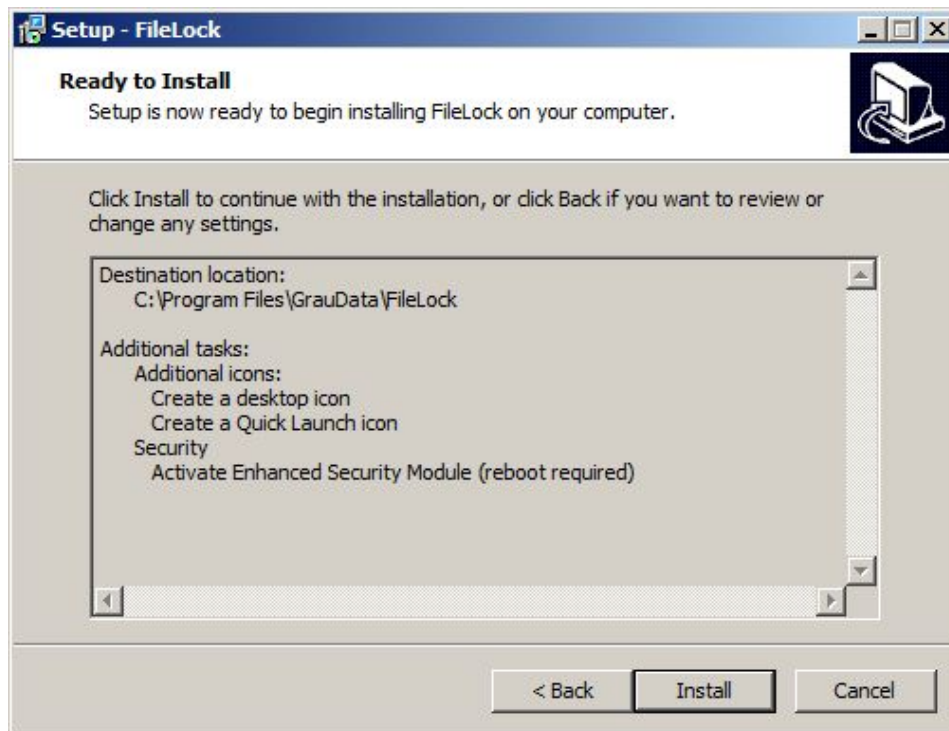 Setup - FileLock
Ready to Install
Setup is now ready to begin installing FileLock on your computer.
Click Install to continue with the installation, or click Back if you want to review or
change any settings.
Destination location:
C:\Program Files\GrauData\FileLock
Additional tasks:
Additional icons:
Create a desktop icon
Create a Quick Launch icon
Security
Activate Enhanced Security Module (reboot required)
< Back
Install
Cancel